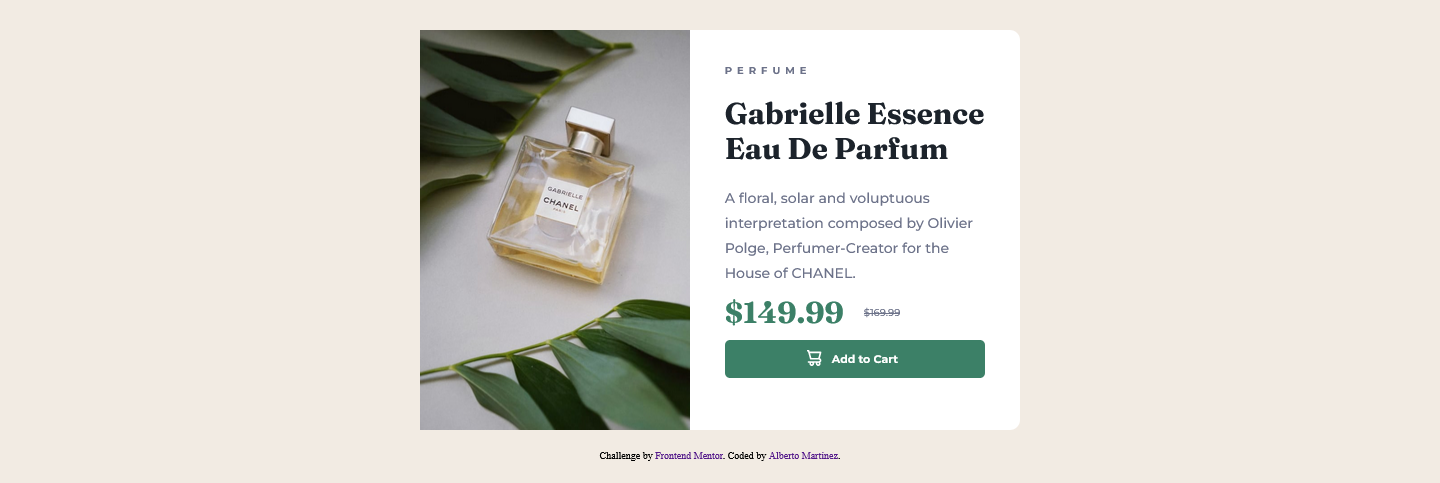 PERFUME
Gabrielle Essence
Eau De Parfum
A floral, solar and voluptuous
interpretation composed by Olivier
Polge, Perfumer-Creator for the
House of CHANEL.
$149.99 $169.99
Add to Cart
GABRIELLE
CHANEL
PARIS
Challenge by Frontend Mentor. Coded by Alberto Martinez.